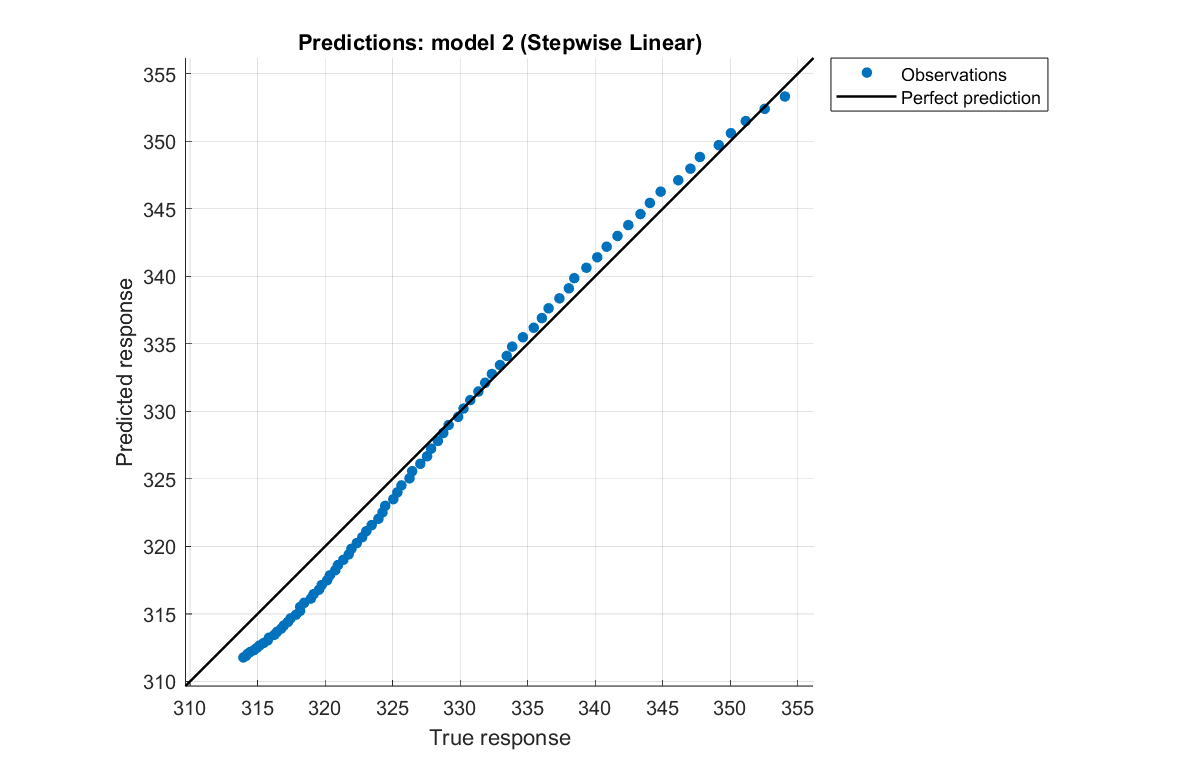 Predictions: model 2 (Stepwise Linear)
Observations
Perfect prediction
355
350
345
340
335
330
325
320
315
310
Predicted response
310 315 320 325 330 335 340 345 350 355
True response